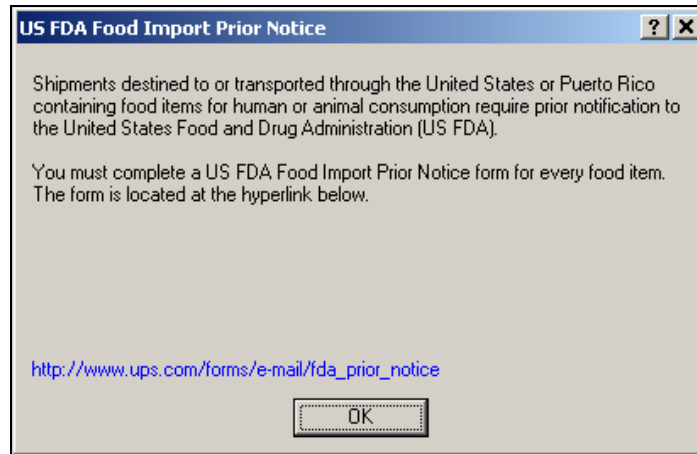 US FDA Food Import Prior Notice
Shipments destined to or transported through the United States or Puerto Rico
containing food items for human or animal consumption require prior notification to
the United States Food and Drug Administration (US FDA).
You must complete a US FDA Food Import Prior Notice form for every food item.
The form is located at the hyperlink below.
http://www.ups.com/forms/e-mail/fda_prior_notice
OK